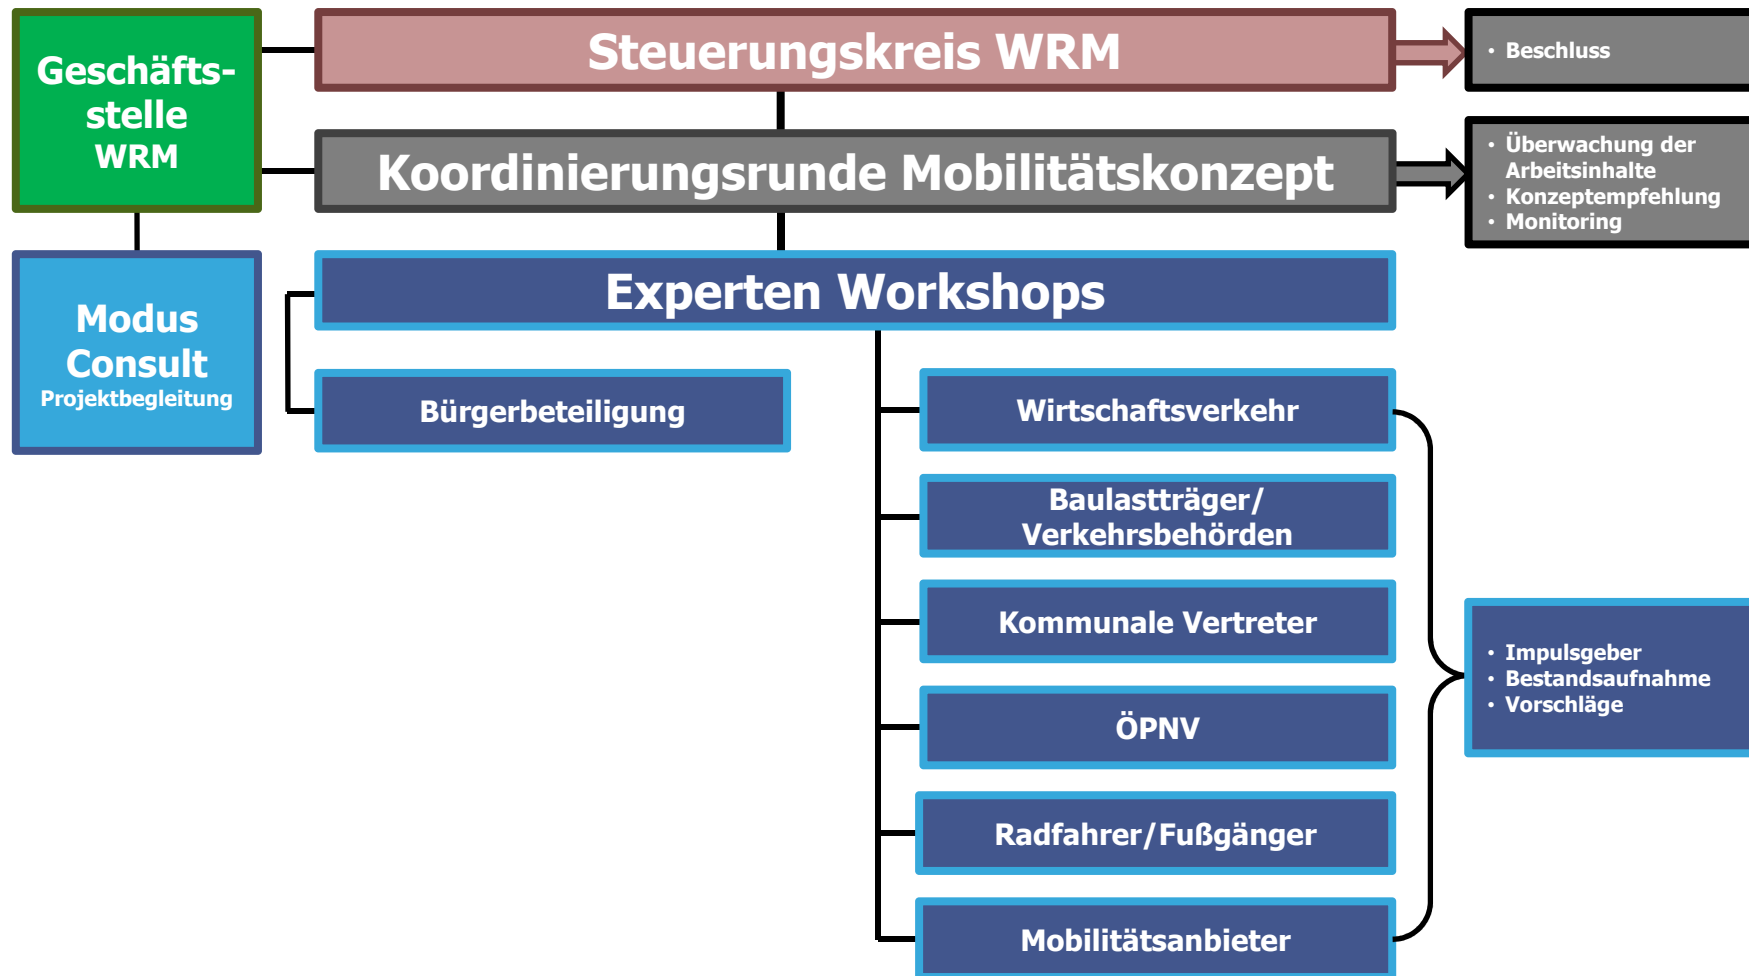 Geschäfts-
stelle
WRM
Steuerungskreis WRM
• Beschluss
Koordinierungsrunde Mobilitätskonzept
• Überwachung der
Arbeitsinhalte
• Konzeptempfehlung
• Monitoring
Modus
Consult
Projektbegleitung
Experten Workshops
Bürgerbeteiligung
Wirtschaftsverkehr
Baulastträger/
Verkehrsbehörden
Kommunale Vertreter
ÖPNV
Radfahrer/Fußgänger
Mobilitätsanbieter
• Impulsgeber
• Bestandsaufnahme
• Vorschläge